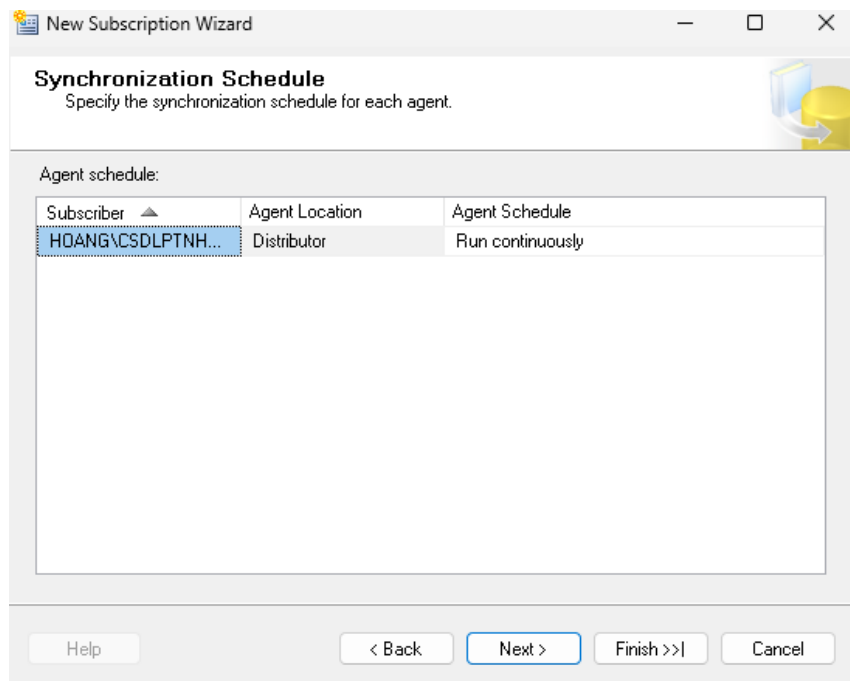 New Subscription Wizard
Synchronization Schedule
Specify the synchronization schedule for each agent.
Agent schedule:
Subscriber Agent Location Agent Schedule
HOANG\CSDLPTNH... Distributor Run continuously
Help < Back Next > Finish >>| Cancel